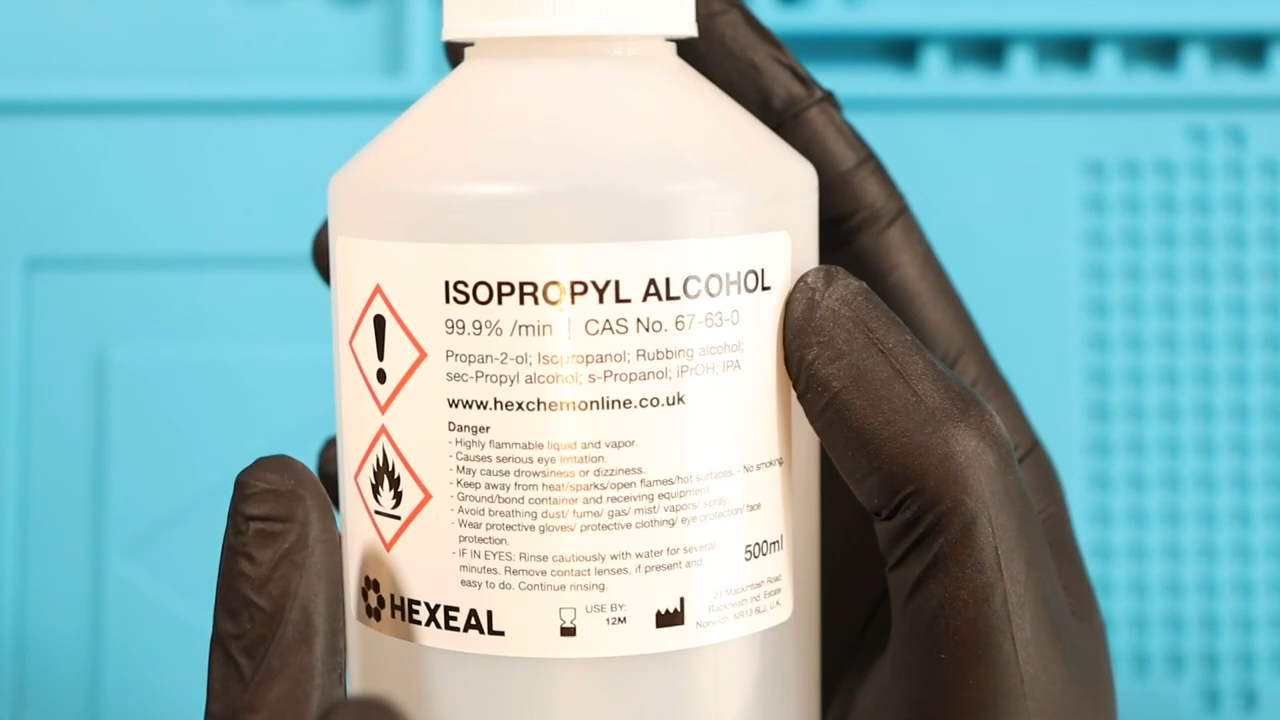 ISOPROPYL ALCOHOL
99.9% /min | CAS No. 67-63-0
Propan-2-ol; Isopropanol; Rubbing alcohol;
sec-Propyl alcohol; s-Propanol; iPrOH; IPA
www.hexchemonline.co.uk
Danger
- Highly flammable liquid and vapor.
- Causes serious eye irritation.
- May cause drowsiness or dizziness.
- Keep away from heat/sparks/open flames/hot surfaces. - No smoking.
- Ground/bond container and receiving equipment.
- Avoid breathing dust/ fume/ gas/ mist/ vapors/ spray.
- Wear protective gloves/ protective clothing/ eye protection/ face
protection.
- IF IN EYES: Rinse cautiously with water for several
minutes. Remove contact lenses, if present and
easy to do. Continue rinsing.
500ml
HEXEAL
USE BY:
12M
21 Mackintosh Road
Rackheath Ind. Estate
Norwich, NR13 6LJ, U.K.